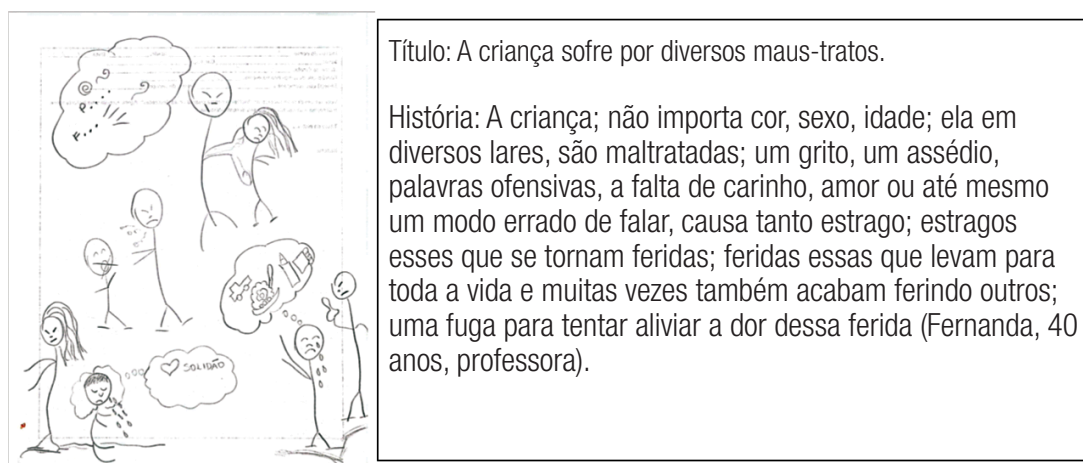 F....
P....
SOLIDÃO
Título: A criança sofre por diversos maus-tratos.
História: A criança; não importa cor, sexo, idade; ela em
diversos lares, são maltratadas; um grito, um assédio,
palavras ofensivas, a falta de carinho, amor ou até mesmo
um modo errado de falar, causa tanto estrago; estragos
esses que se tornam feridas; feridas essas que levam para
toda a vida e muitas vezes também acabam ferindo outros;
uma fuga para tentar aliviar a dor dessa ferida (Fernanda, 40
anos, professora).